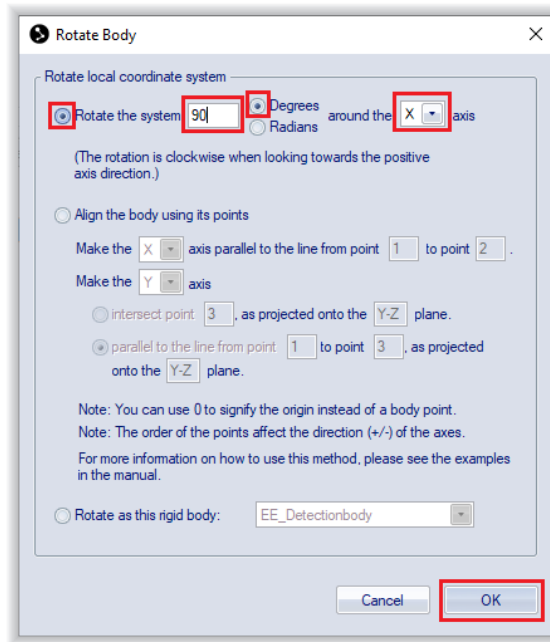 Rotate Body
Rotate local coordinate system
Rotate the system 90 Degrees around the X axis
Radians
(The rotation is clockwise when looking towards the positive
axis direction.)
Align the body using its points
Make the X axis parallel to the line from point 1 to point 2 .
Make the Y axis
intersect point 3 , as projected onto the Y-Z plane.
parallel to the line from point 1 to point 3 , as projected
onto the Y-Z plane.
Note: You can use 0 to signify the origin instead of a body point.
Note: The order of the points affect the direction (+/-) of the axes.
For more information on how to use this method, please see the examples
in the manual.
Rotate as this rigid body: EE_Detectionbody
Cancel OK